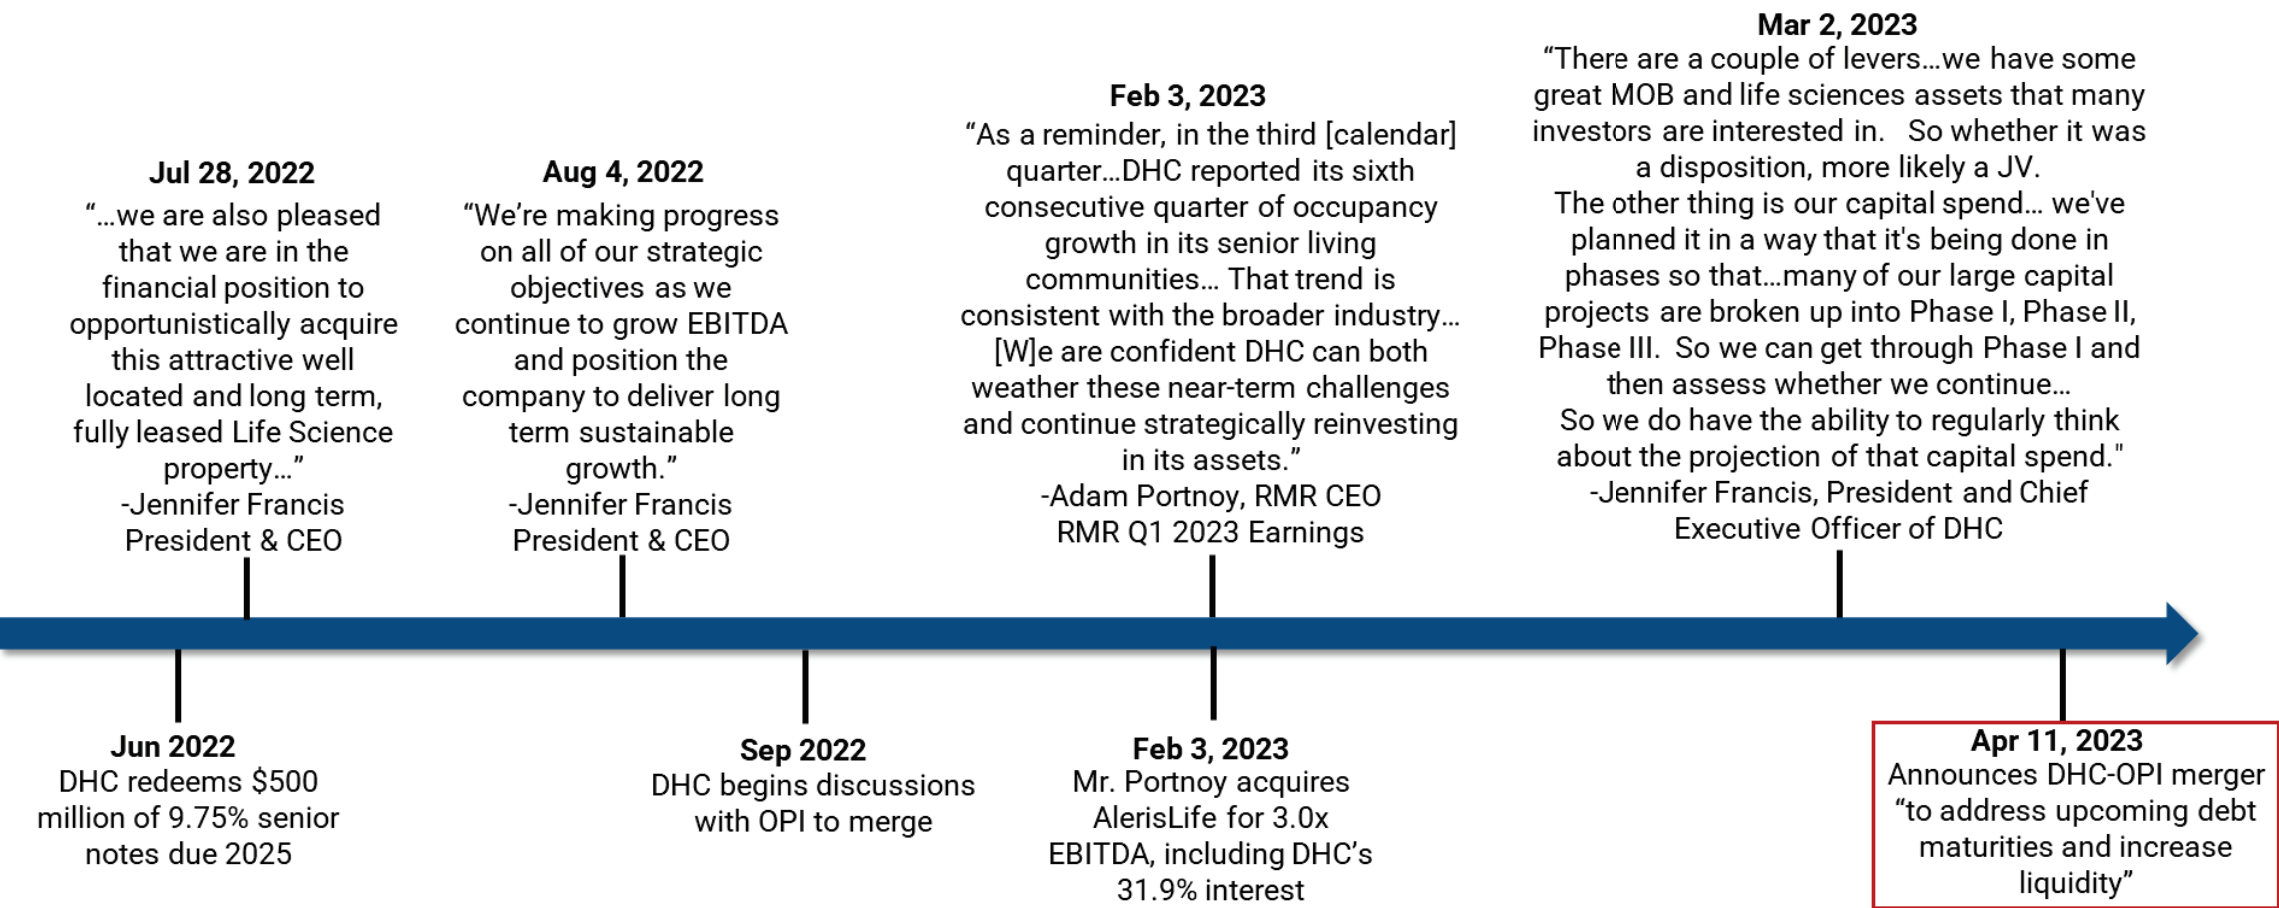 Jul 28, 2022
“…we are also pleased
that we are in the
financial position to
opportunistically acquire
this attractive well
located and long term,
fully leased Life Science
property…”
-Jennifer Francis
President & CEO
Aug 4, 2022
“We’re making progress
on all of our strategic
objectives as we
continue to grow EBITDA
and position the
company to deliver long
term sustainable
growth.”
-Jennifer Francis
President & CEO
Feb 3, 2023
“As a reminder, in the third [calendar]
quarter…DHC reported its sixth
consecutive quarter of occupancy
growth in its senior living
communities… That trend is
consistent with the broader industry…
[W]e are confident DHC can both
weather these near-term challenges
and continue strategically reinvesting
in its assets.”
-Adam Portnoy, RMR CEO
RMR Q1 2023 Earnings
Mar 2, 2023
“There are a couple of levers…we have some
great MOB and life sciences assets that many
investors are interested in.   So whether it was
a disposition, more likely a JV.
The other thing is our capital spend… we've
planned it in a way that it's being done in
phases so that…many of our large capital
projects are broken up into Phase I, Phase II,
Phase III.  So we can get through Phase I and
then assess whether we continue…
So we do have the ability to regularly think
about the projection of that capital spend."
-Jennifer Francis, President and Chief
Executive Officer of DHC
Jun 2022
DHC redeems $500
million of 9.75% senior
notes due 2025
Sep 2022
DHC begins discussions
with OPI to merge
Feb 3, 2023
Mr. Portnoy acquires
AlerisLife for 3.0x
EBITDA, including DHC’s
31.9% interest
Apr 11, 2023
Announces DHC-OPI merger
“to address upcoming debt
maturities and increase
liquidity”